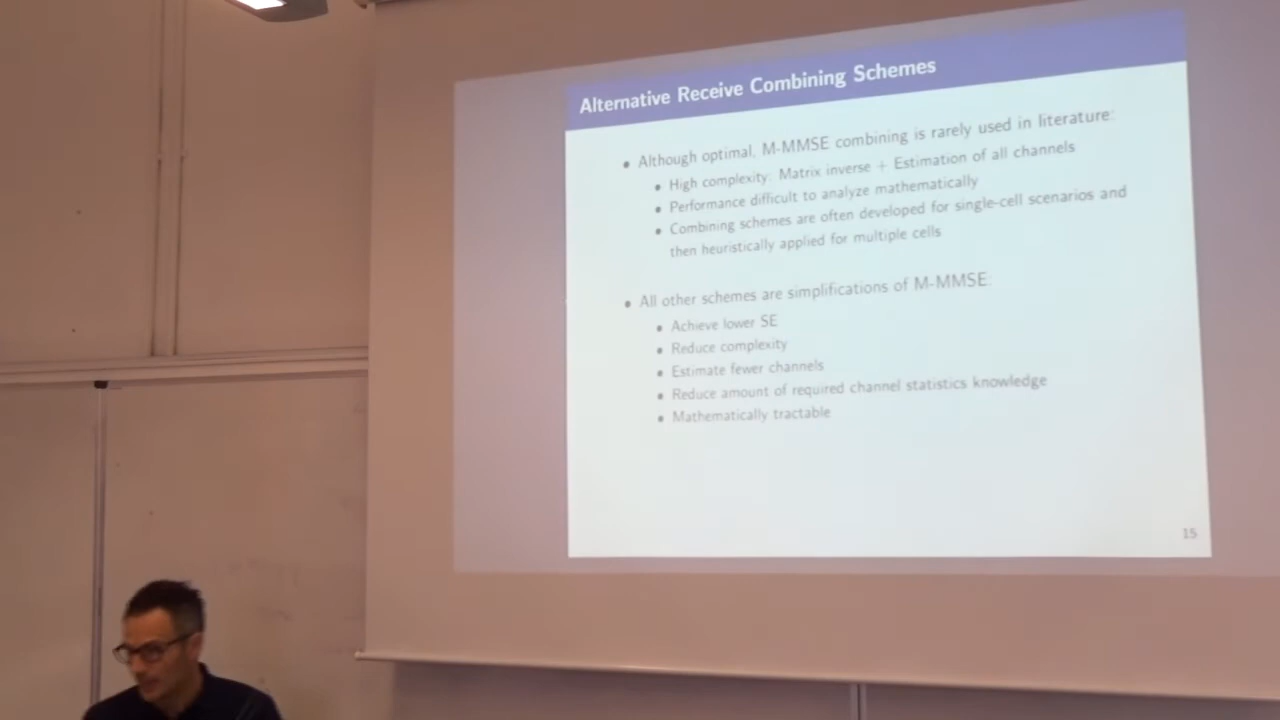 Alternative Receive Combining Schemes
• Although optimal, M-MMSE combining is rarely used in literature:
• High complexity: Matrix inverse + Estimation of all channels
• Performance difficult to analyze mathematically
• Combining schemes are often developed for single-cell scenarios and
then heuristically applied for multiple cells
• All other schemes are simplifications of M-MMSE.
• Achieve lower SE
• Reduce complexity
• Estimate fewer channels
• Reduce amount of required channel statistics knowledge
• Mathematically tractable
15